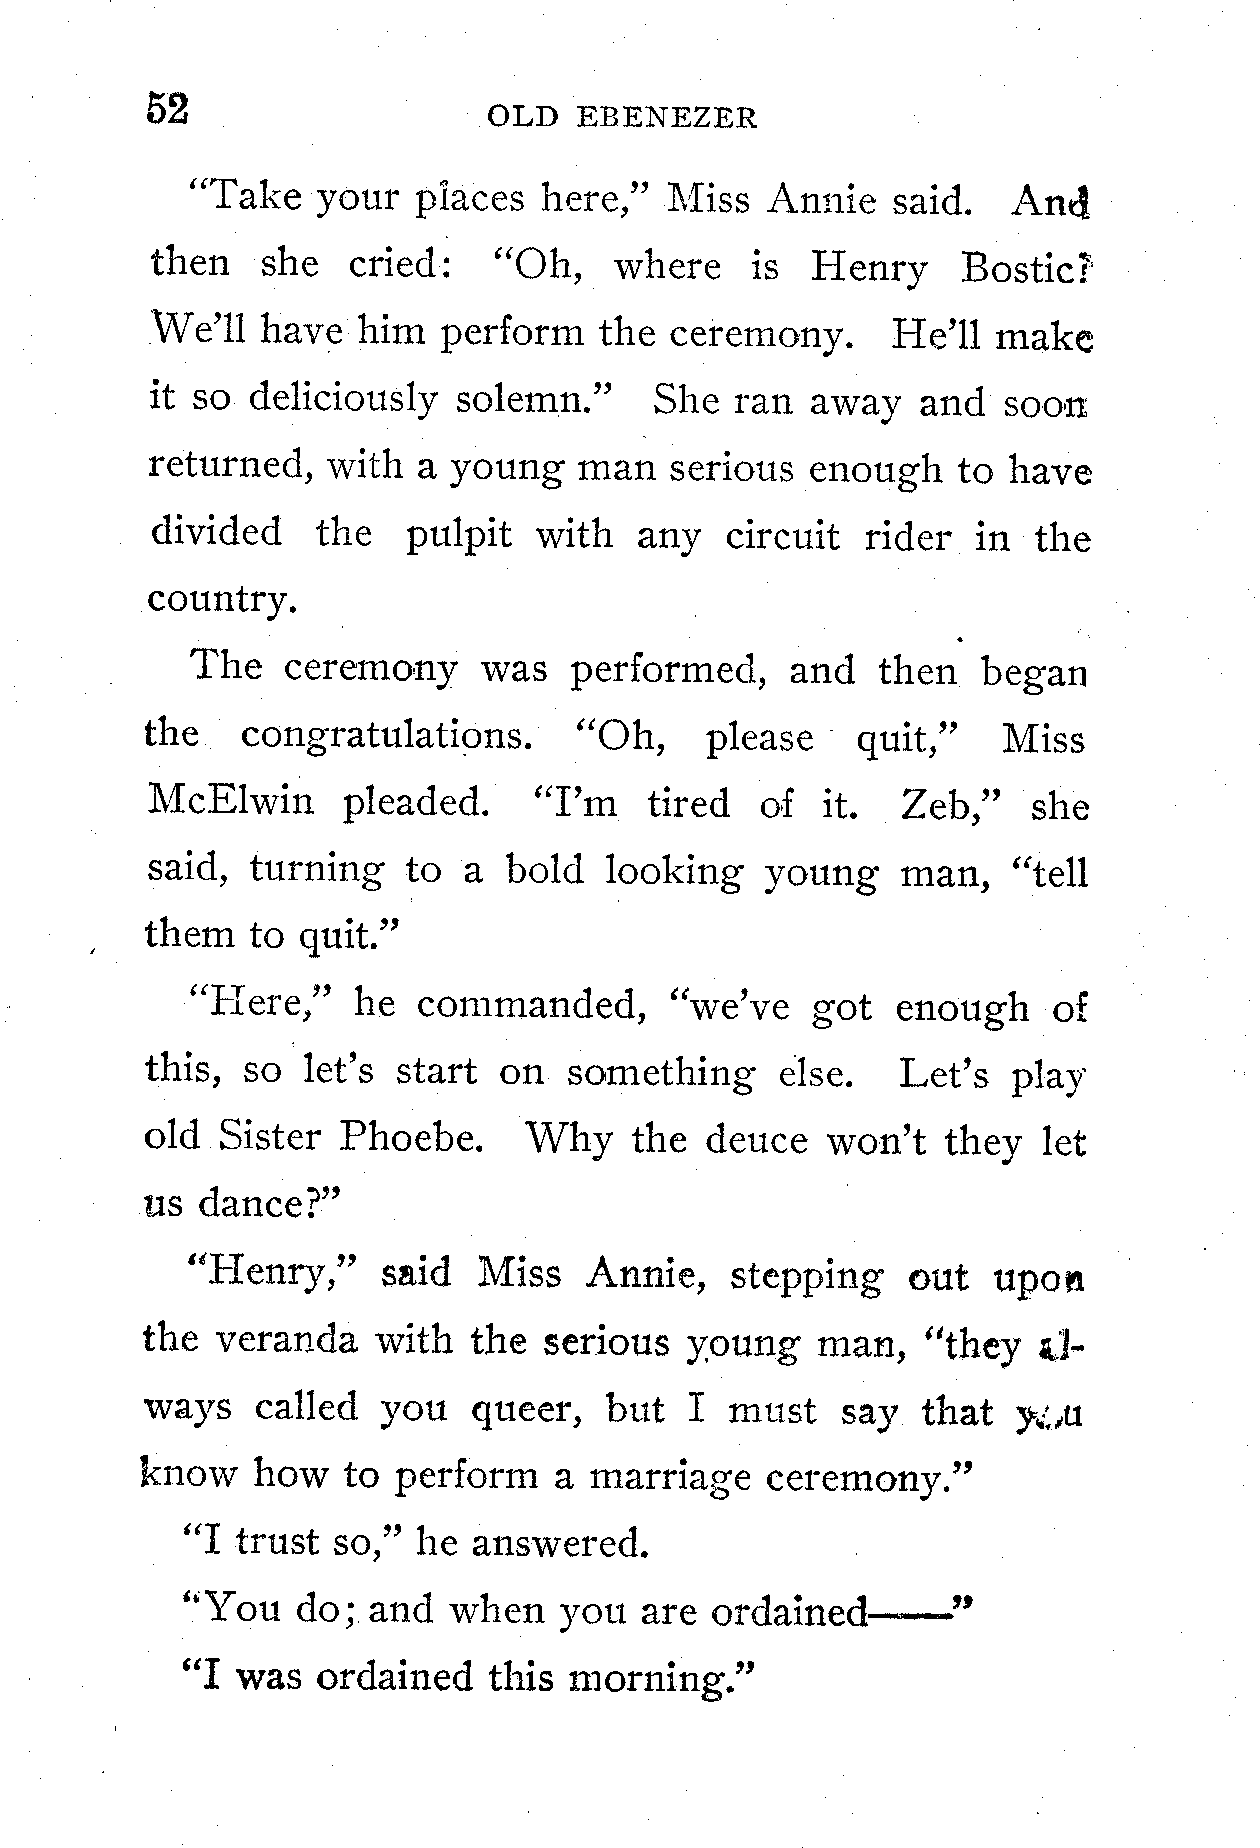 52
OLD EBENEZER
“Take your places here,” Miss Annie said. And
then she cried: “Oh, where is Henry Bostic?
We’ll have him perform the ceremony. He’ll make
it so deliciously solemn.” She ran away and soon
returned, with a young man serious enough to have
divided the pulpit with any circuit rider in the
country.
The ceremony was performed, and then began
the congratulations. “Oh, please quit,” Miss
McElwin pleaded. “I’m tired of it. Zeb,” she
said, turning to a bold looking young man, “tell
them to quit.”
“Here,” he commanded, “we’ve got enough of
this, so let’s start on something else. Let’s play
old Sister Phoebe. Why the deuce won’t they let
us dance?”
“Henry,” said Miss Annie, stepping out upon
the veranda with the serious young man, “they al-
ways called you queer, but I must say that you
know how to perform a marriage ceremony.”
“I trust so,” he answered.
“You do; and when you are ordained——”
“I was ordained this morning.”